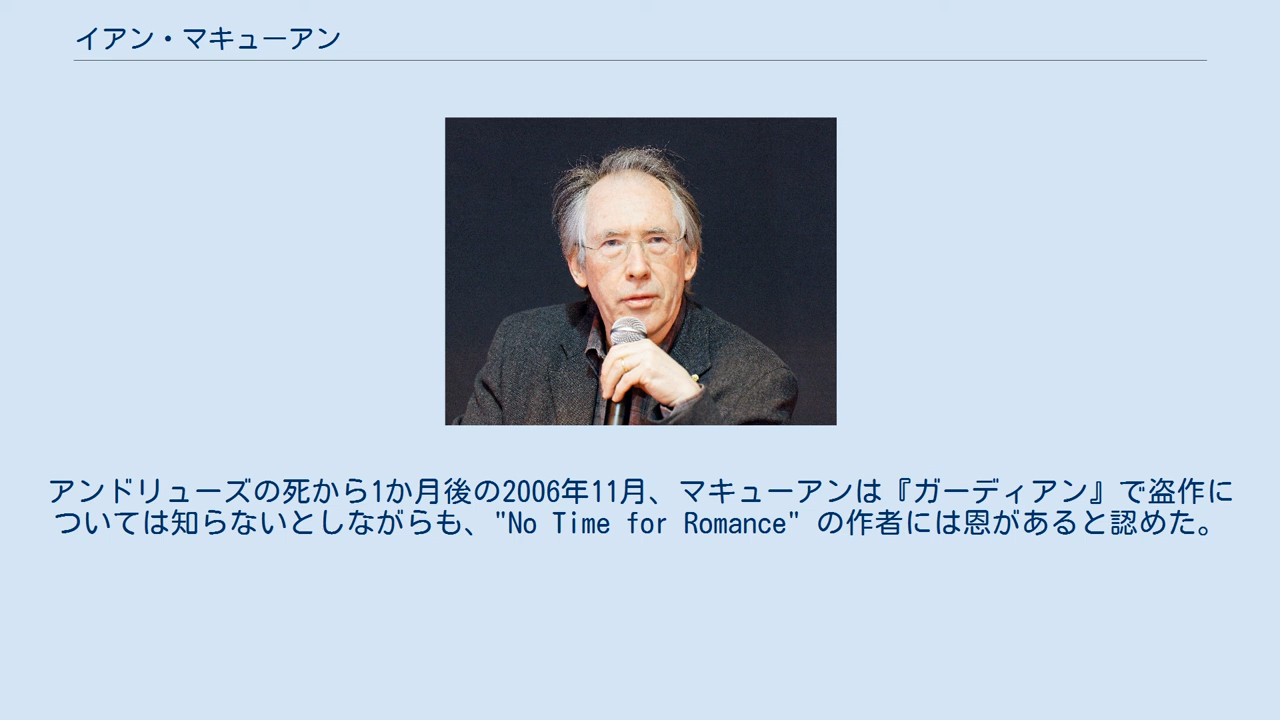 イアン・マキューアン
アンドリューズの死から1か月後の2006年11月、マキューアンは『ガーディアン』で盗作に
ついては知らないとしながらも、"No Time for Romance" の作者には恩があると認めた。